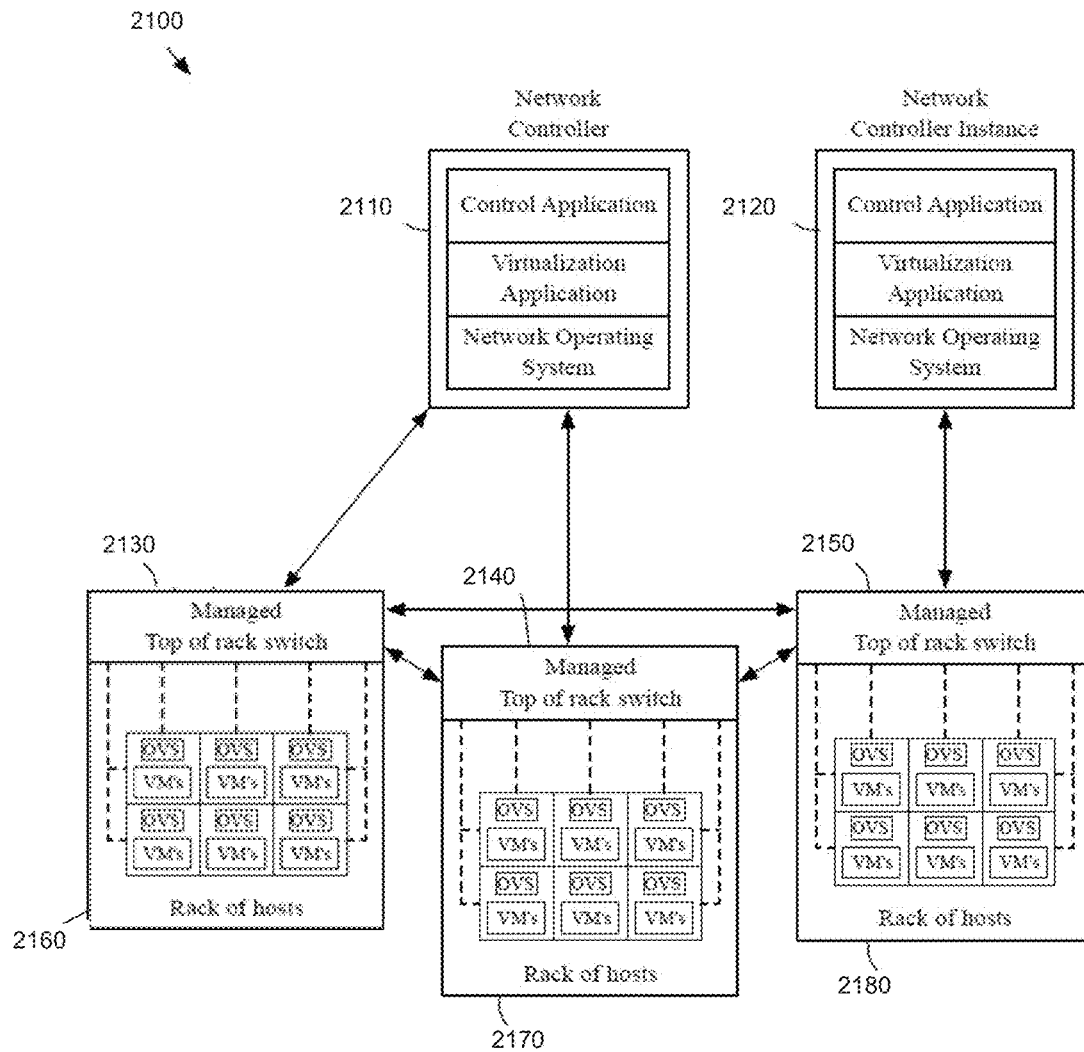 2100
Network
Controller
Network
Controller Instance
2110
Control Application
Virtualization
Application
Network Operating
System
2120
Control Application
Virtualization
Application
Network Operating
System
2130
Managed
Top of rack switch
2140
Managed
Top of rack switch
2150
Managed
Top of rack switch
OVS OVS OVS
VM's VM's VM's
OVS OVS OVS
VM's VM's VM's
Rack of hosts
2160
OVS OVS OVS
VM's VM's VM's
OVS OVS OVS
VM's VM's VM's
Rack of hosts
2170
OVS OVS OVS
VM's VM's VM's
OVS OVS OVS
VM's VM's VM's
Rack of hosts
2180